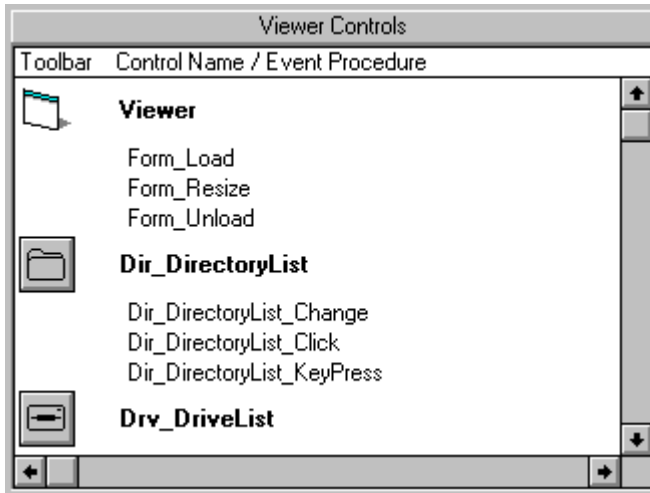 Viewer Controls
Toolbar Control Name / Event Procedure
Viewer
Form_Load
Form_Resize
Form_Unload
Dir_DirectoryList
Dir_DirectoryList_Change
Dir_DirectoryList_Click
Dir_DirectoryList_KeyPress
Drv_DriveList